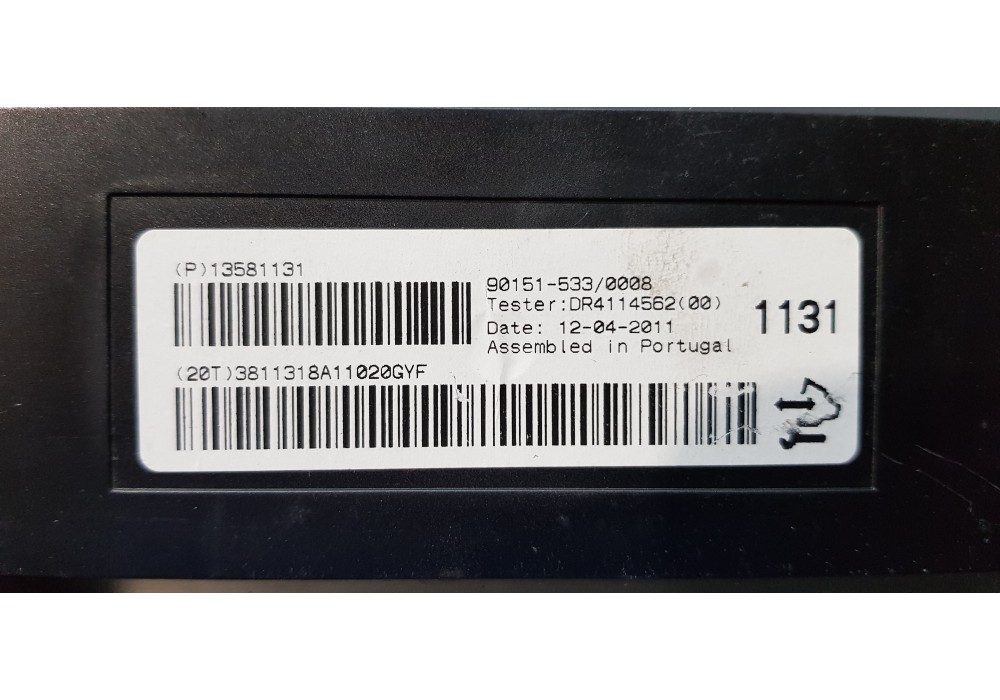 (P)13581131
90151-533/0008
Tester:DR4114562(00)
Date: 12-04-2011
Assembled in Portugal
1131
(20T)3811318A11020GYF